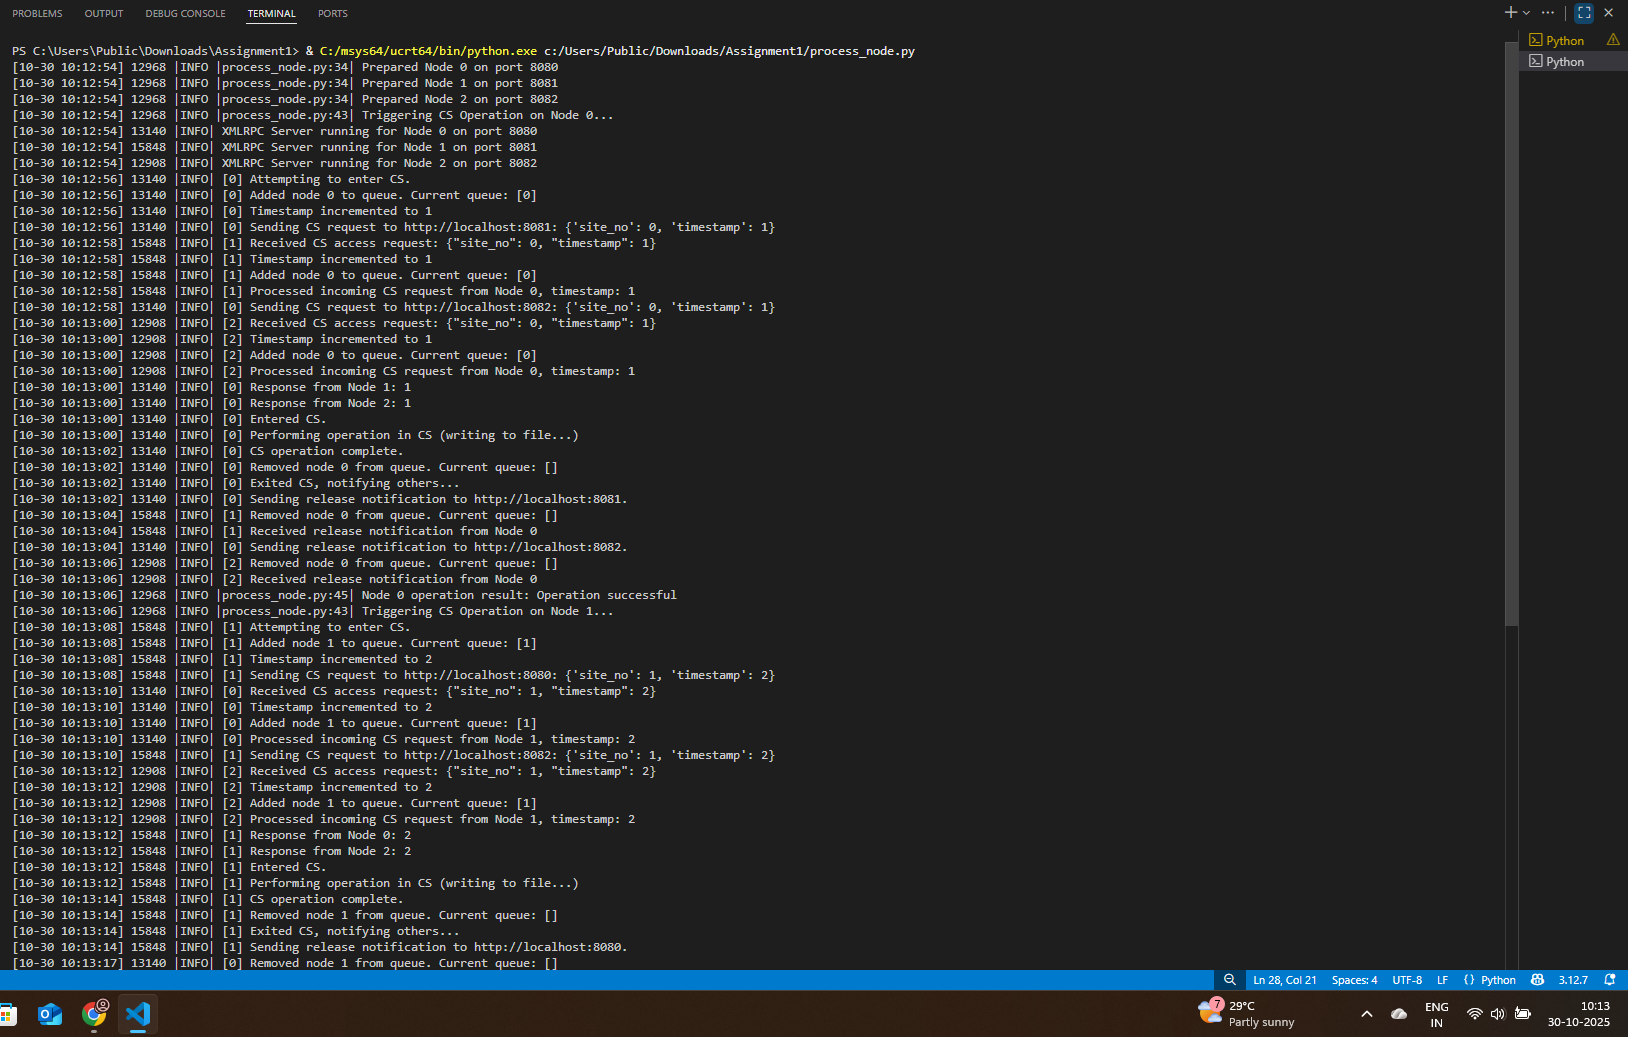 PROBLEMS OUTPUT DEBUG CONSOLE TERMINAL PORTS
PS C:\Users\Public\Downloads\Assignment1> & C:/msys64/ucrt64/bin/python.exe c:/Users/Public/Downloads/Assignment1/process_node.py
[10-30 10:12:54] 12968 |INFO |process_node.py:34| Prepared Node 0 on port 8080
[10-30 10:12:54] 12968 |INFO |process_node.py:34| Prepared Node 1 on port 8081
[10-30 10:12:54] 12968 |INFO |process_node.py:34| Prepared Node 2 on port 8082
[10-30 10:12:54] 12968 |INFO |process_node.py:43| Triggering CS Operation on Node 0...
[10-30 10:12:54] 13140 |INFO| XMLRPC Server running for Node 0 on port 8080
[10-30 10:12:54] 15848 |INFO| XMLRPC Server running for Node 1 on port 8081
[10-30 10:12:54] 12908 |INFO| XMLRPC Server running for Node 2 on port 8082
[10-30 10:12:56] 13140 |INFO| [0] Attempting to enter CS.
[10-30 10:12:56] 13140 |INFO| [0] Added node 0 to queue. Current queue: [0]
[10-30 10:12:56] 13140 |INFO| [0] Timestamp incremented to 1
[10-30 10:12:56] 13140 |INFO| [0] Sending CS request to http://localhost:8081: {'site_no': 0, 'timestamp': 1}
[10-30 10:12:58] 15848 |INFO| [1] Received CS access request: {"site_no": 0, "timestamp": 1}
[10-30 10:12:58] 15848 |INFO| [1] Timestamp incremented to 1
[10-30 10:12:58] 15848 |INFO| [1] Added node 0 to queue. Current queue: [0]
[10-30 10:12:58] 15848 |INFO| [1] Processed incoming CS request from Node 0, timestamp: 1
[10-30 10:12:58] 13140 |INFO| [0] Sending CS request to http://localhost:8082: {'site_no': 0, 'timestamp': 1}
[10-30 10:13:00] 12908 |INFO| [2] Received CS access request: {"site_no": 0, "timestamp": 1}
[10-30 10:13:00] 12908 |INFO| [2] Timestamp incremented to 1
[10-30 10:13:00] 12908 |INFO| [2] Added node 0 to queue. Current queue: [0]
[10-30 10:13:00] 12908 |INFO| [2] Processed incoming CS request from Node 0, timestamp: 1
[10-30 10:13:00] 13140 |INFO| [0] Response from Node 1: 1
[10-30 10:13:00] 13140 |INFO| [0] Response from Node 2: 1
[10-30 10:13:00] 13140 |INFO| [0] Entered CS.
[10-30 10:13:00] 13140 |INFO| [0] Performing operation in CS (writing to file...)
[10-30 10:13:02] 13140 |INFO| [0] CS operation complete.
[10-30 10:13:02] 13140 |INFO| [0] Removed node 0 from queue. Current queue: []
[10-30 10:13:02] 13140 |INFO| [0] Exited CS, notifying others...
[10-30 10:13:02] 13140 |INFO| [0] Sending release notification to http://localhost:8081.
[10-30 10:13:04] 15848 |INFO| [1] Removed node 0 from queue. Current queue: []
[10-30 10:13:04] 15848 |INFO| [1] Received release notification from Node 0
[10-30 10:13:04] 13140 |INFO| [0] Sending release notification to http://localhost:8082.
[10-30 10:13:06] 12908 |INFO| [2] Removed node 0 from queue. Current queue: []
[10-30 10:13:06] 12908 |INFO| [2] Received release notification from Node 0
[10-30 10:13:06] 12968 |INFO |process_node.py:45| Node 0 operation result: Operation successful
[10-30 10:13:06] 12968 |INFO |process_node.py:43| Triggering CS Operation on Node 1...
[10-30 10:13:08] 15848 |INFO| [1] Attempting to enter CS.
[10-30 10:13:08] 15848 |INFO| [1] Added node 1 to queue. Current queue: [1]
[10-30 10:13:08] 15848 |INFO| [1] Timestamp incremented to 2
[10-30 10:13:08] 15848 |INFO| [1] Sending CS request to http://localhost:8080: {'site_no': 1, 'timestamp': 2}
[10-30 10:13:10] 13140 |INFO| [0] Received CS access request: {"site_no": 1, "timestamp": 2}
[10-30 10:13:10] 13140 |INFO| [0] Timestamp incremented to 2
[10-30 10:13:10] 13140 |INFO| [0] Added node 1 to queue. Current queue: [1]
[10-30 10:13:10] 13140 |INFO| [0] Processed incoming CS request from Node 1, timestamp: 2
[10-30 10:13:10] 15848 |INFO| [1] Sending CS request to http://localhost:8082: {'site_no': 1, 'timestamp': 2}
[10-30 10:13:12] 12908 |INFO| [2] Received CS access request: {"site_no": 1, "timestamp": 2}
[10-30 10:13:12] 12908 |INFO| [2] Timestamp incremented to 2
[10-30 10:13:12] 12908 |INFO| [2] Added node 1 to queue. Current queue: [1]
[10-30 10:13:12] 12908 |INFO| [2] Processed incoming CS request from Node 1, timestamp: 2
[10-30 10:13:12] 15848 |INFO| [1] Response from Node 0: 2
[10-30 10:13:12] 15848 |INFO| [1] Response from Node 2: 2
[10-30 10:13:12] 15848 |INFO| [1] Entered CS.
[10-30 10:13:12] 15848 |INFO| [1] Performing operation in CS (writing to file...)
[10-30 10:13:14] 15848 |INFO| [1] CS operation complete.
[10-30 10:13:14] 15848 |INFO| [1] Removed node 1 from queue. Current queue: []
[10-30 10:13:14] 15848 |INFO| [1] Exited CS, notifying others...
[10-30 10:13:14] 15848 |INFO| [1] Sending release notification to http://localhost:8080.
[10-30 10:13:17] 13140 |INFO| [0] Removed node 1 from queue. Current queue: []
Python
Python
Ln 28, Col 21 Spaces: 4 UTF-8 LF {} Python 3.12.7
7
29°C
Partly sunny
ENG
IN
10:13
30-10-2025